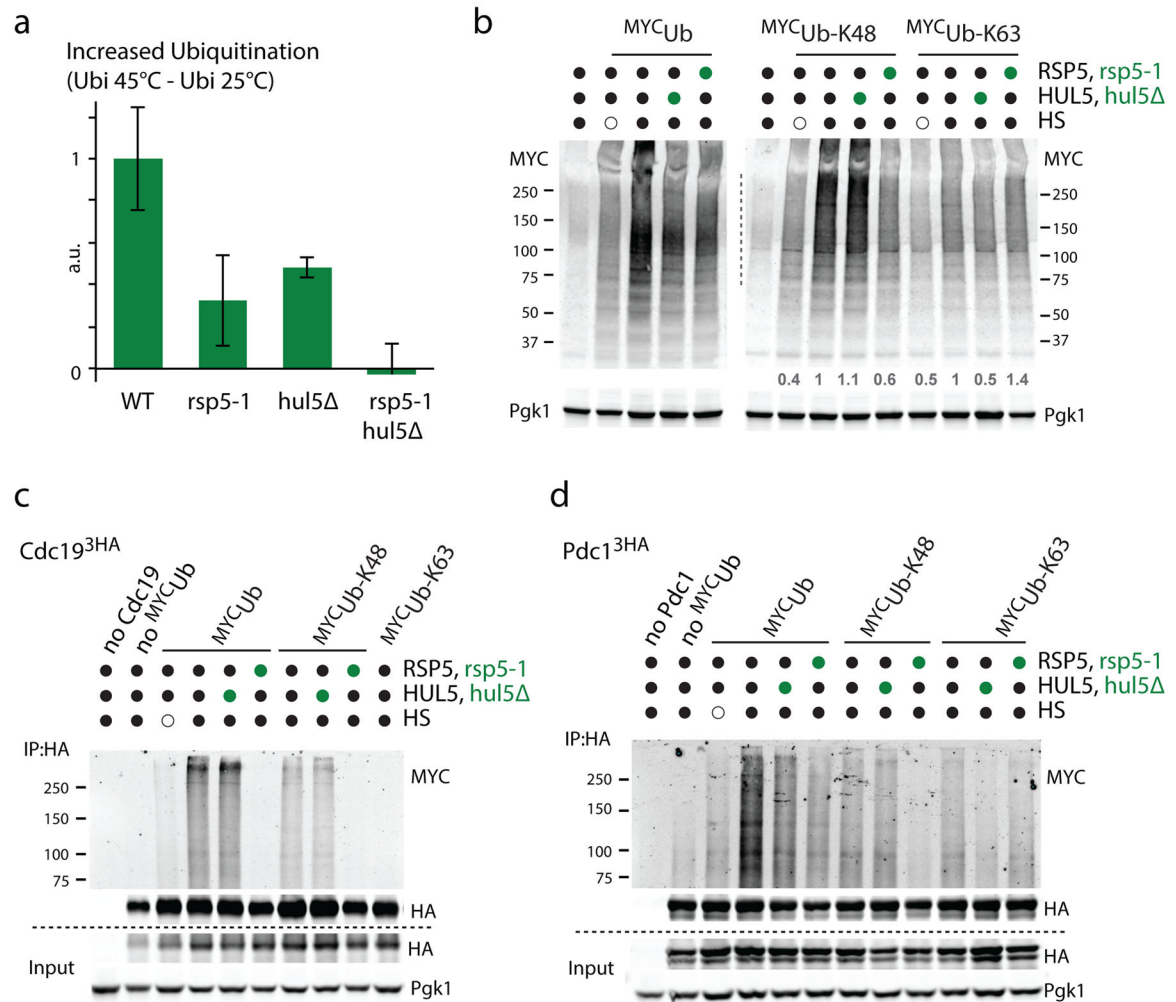 a
Increased Ubiquitination
(Ubi 45°C - Ubi 25°C)
1
a.u.
0
WT
rsp5-1
hul5Δ
rsp5-1
hul5Δ
b
MYCUb
MYCUb-K48
MYCUb-K63
RSP5, rsp5-1
HUL5, hul5Δ
HS
MYC
250
150
100
75
50
37
MYC
250
150
100
75
50
37
0.4 1 1.1 0.6 0.5 1 0.5 1.4
Pgk1
Pgk1
c
Cdc193HA
no Cdc19
no MYCUb
MYCUb
MYCUb-K48
MYCUb-K63
RSP5, rsp5-1
HUL5, hul5Δ
HS
IP:HA
MYC
250
150
100
75
HA
Input
HA
Pgk1
d
Pdc13HA
no Pdc1
no MYCUb
MYCUb
MYCUb-K48
MYCUb-K63
RSP5, rsp5-1
HUL5, hul5Δ
HS
IP:HA
MYC
250
150
100
75
HA
Input
HA
Pgk1